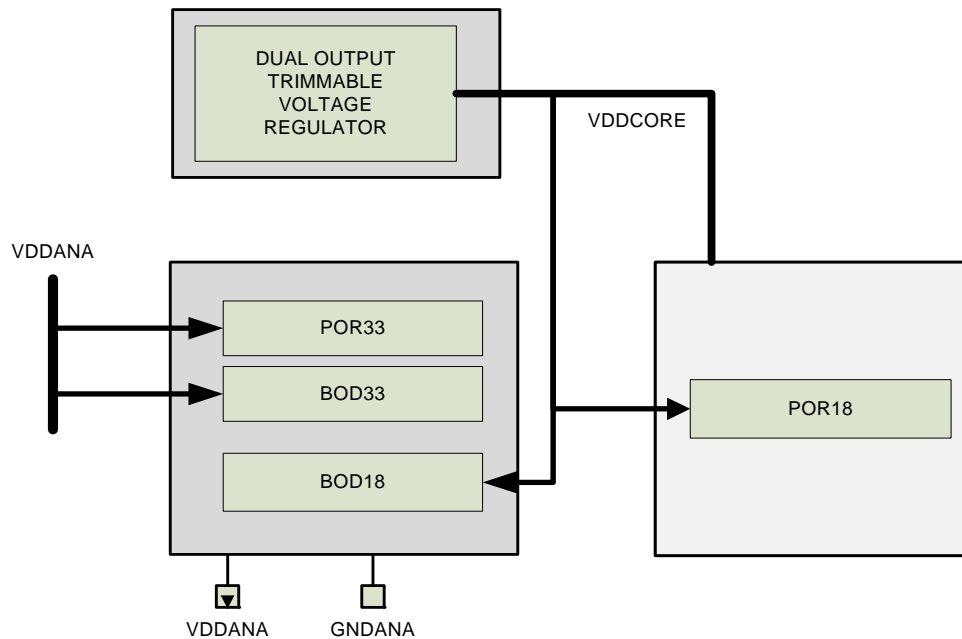 DUAL OUTPUT
TRIMMABLE
VOLTAGE
REGULATOR
VDDCORE
VDDANA
POR33
BOD33
BOD18
POR18
VDDANA
GNDANA